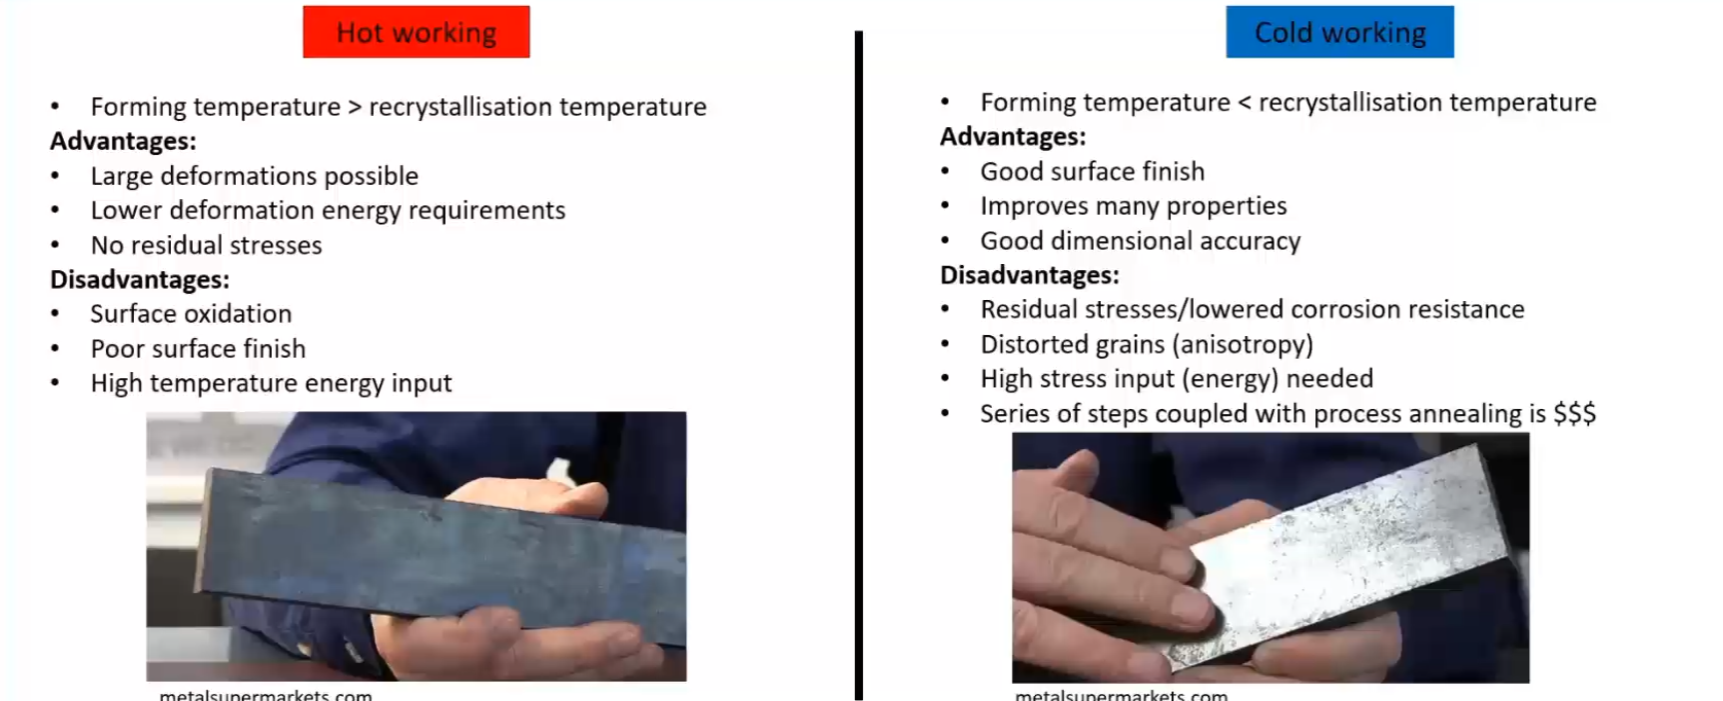 Hot working
• Forming temperature > recrystallisation temperature
Advantages:
• Large deformations possible
• Lower deformation energy requirements
• No residual stresses
Disadvantages:
• Surface oxidation
• Poor surface finish
• High temperature energy input
metalsupermarkets.com
Cold working
• Forming temperature < recrystallisation temperature
Advantages:
• Good surface finish
• Improves many properties
• Good dimensional accuracy
Disadvantages:
• Residual stresses/lowered corrosion resistance
• Distorted grains (anisotropy)
• High stress input (energy) needed
• Series of steps coupled with process annealing is $$$
metalsupermarkets.com